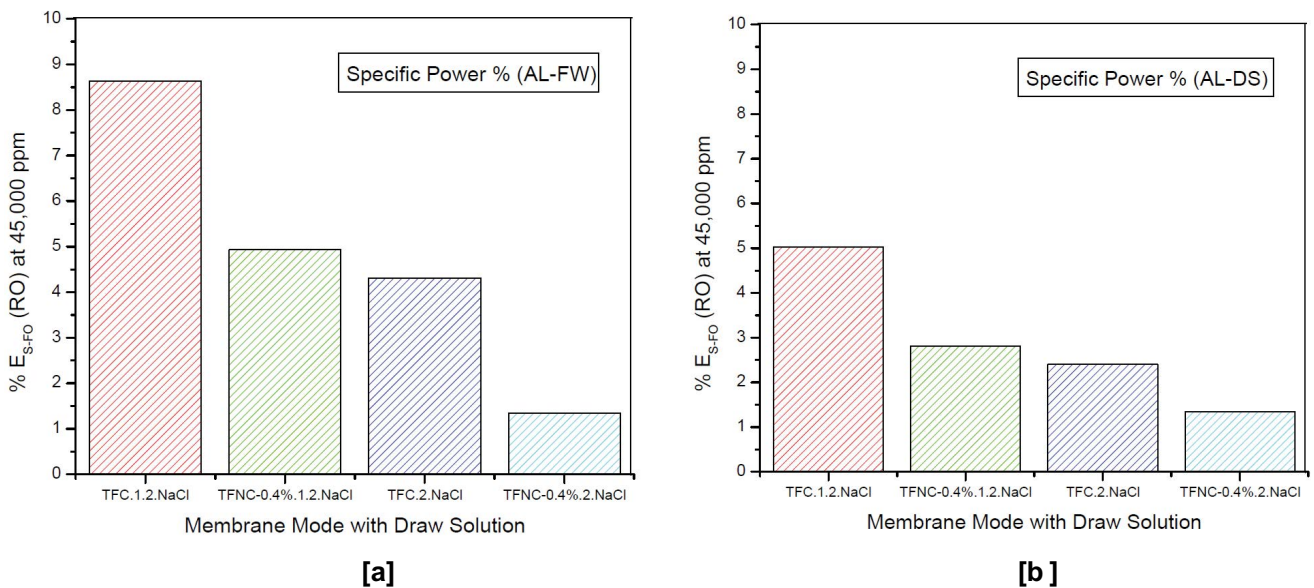 10
9
8
7
6
5
4
3
2
1
0
% E_S-FO (RO) at 45,000 ppm
Specific Power % (AL-FW)
TFC.1.2.NaCl TFNC-0.4%.1.2.NaCl TFC.2.NaCl TFNC-0.4%.2.NaCl
Membrane Mode with Draw Solution
[a]
10
9
8
7
6
5
4
3
2
1
0
% E_S-FO (RO) at 45,000 ppm
Specific Power % (AL-DS)
TFC.1.2.NaCl TFNC-0.4%.1.2.NaCl TFC.2.NaCl TFNC-0.4%.2.NaCl
Membrane Mode with Draw Solution
[b ]